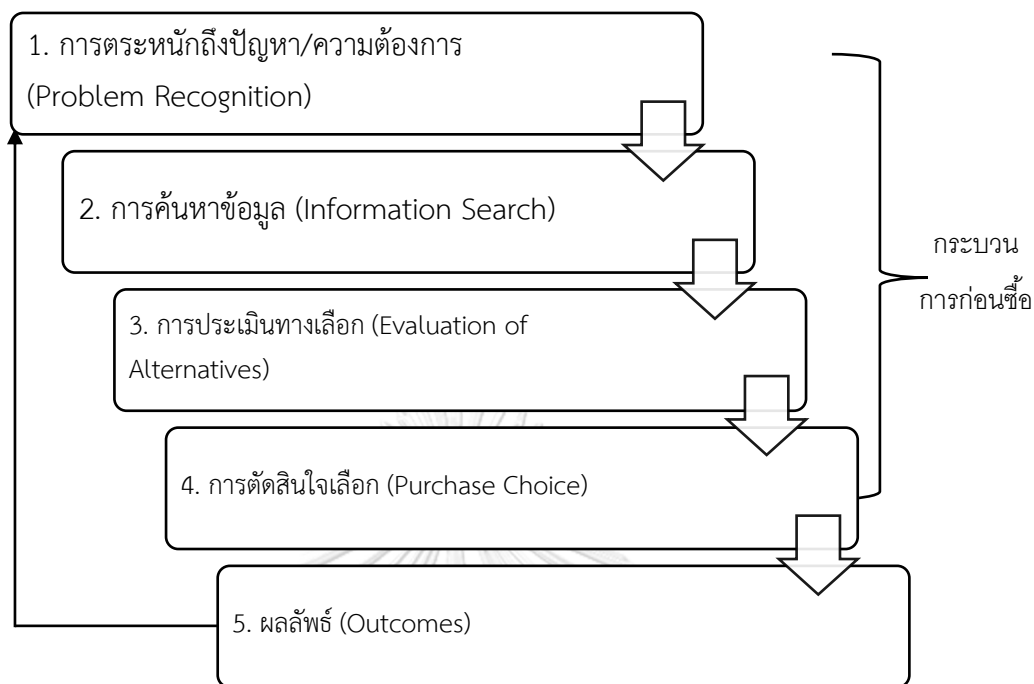 1. การตระหนักถึงปัญหา/ความต้องการ
(Problem Recognition)
2. การค้นหาข้อมูล (Information Search)
กระบวน
การก่อนซื้อ
3. การประเมินทางเลือก (Evaluation of
Alternatives)
4. การตัดสินใจเลือก (Purchase Choice)
5. ผลลัพธ์ (Outcomes)